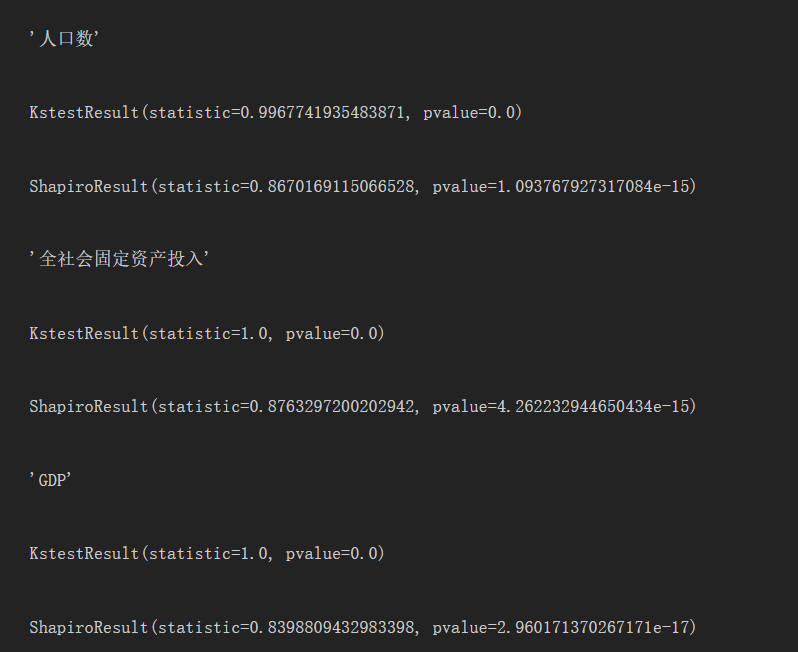 '人口数'
KstestResult(statistic=0.9967741935483871, pvalue=0.0)
ShapiroResult(statistic=0.8670169115066528, pvalue=1.093767927317084e-15)
'全社会固定资产投入'
KstestResult(statistic=1.0, pvalue=0.0)
ShapiroResult(statistic=0.8763297200202942, pvalue=4.262232944650434e-15)
'GDP'
KstestResult(statistic=1.0, pvalue=0.0)
ShapiroResult(statistic=0.8398809432983398, pvalue=2.960171370267171e-17)